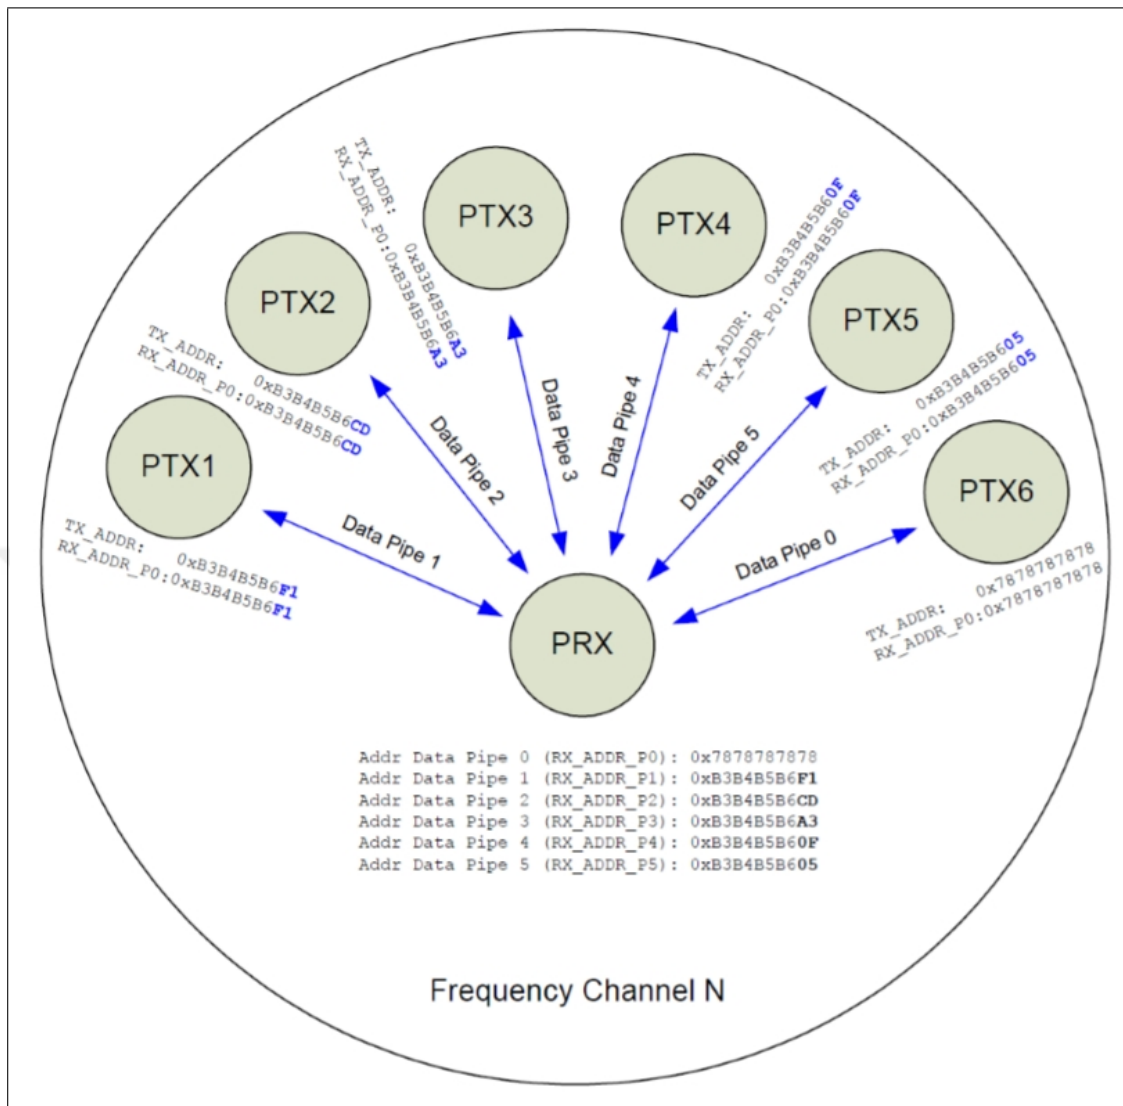 PTX3
PTX4
TX_ADDR: 0xB3B4B5B6A3
RX_ADDR_P0:0xB3B4B5B6A3
TX_ADDR: 0xB3B4B5B60F
RX_ADDR_P0:0xB3B4B5B60F
PTX2
PTX5
TX_ADDR: 0xB3B4B5B6CD
RX_ADDR_P0:0xB3B4B5B6CD
TX_ADDR: 0xB3B4B5B605
RX_ADDR_P0:0xB3B4B5B605
PTX1
PTX6
TX_ADDR: 0xB3B4B5B6F1
RX_ADDR_P0:0xB3B4B5B6F1
TX_ADDR: 0x7878787878
RX_ADDR_P0:0x7878787878
Data Pipe 1
Data Pipe 2
Data Pipe 3
Data Pipe 4
Data Pipe 5
Data Pipe 0
PRX
Addr Data Pipe 0 (RX_ADDR_P0): 0x7878787878
Addr Data Pipe 1 (RX_ADDR_P1): 0xB3B4B5B6F1
Addr Data Pipe 2 (RX_ADDR_P2): 0xB3B4B5B6CD
Addr Data Pipe 3 (RX_ADDR_P3): 0xB3B4B5B6A3
Addr Data Pipe 4 (RX_ADDR_P4): 0xB3B4B5B60F
Addr Data Pipe 5 (RX_ADDR_P5): 0xB3B4B5B605
Frequency Channel N